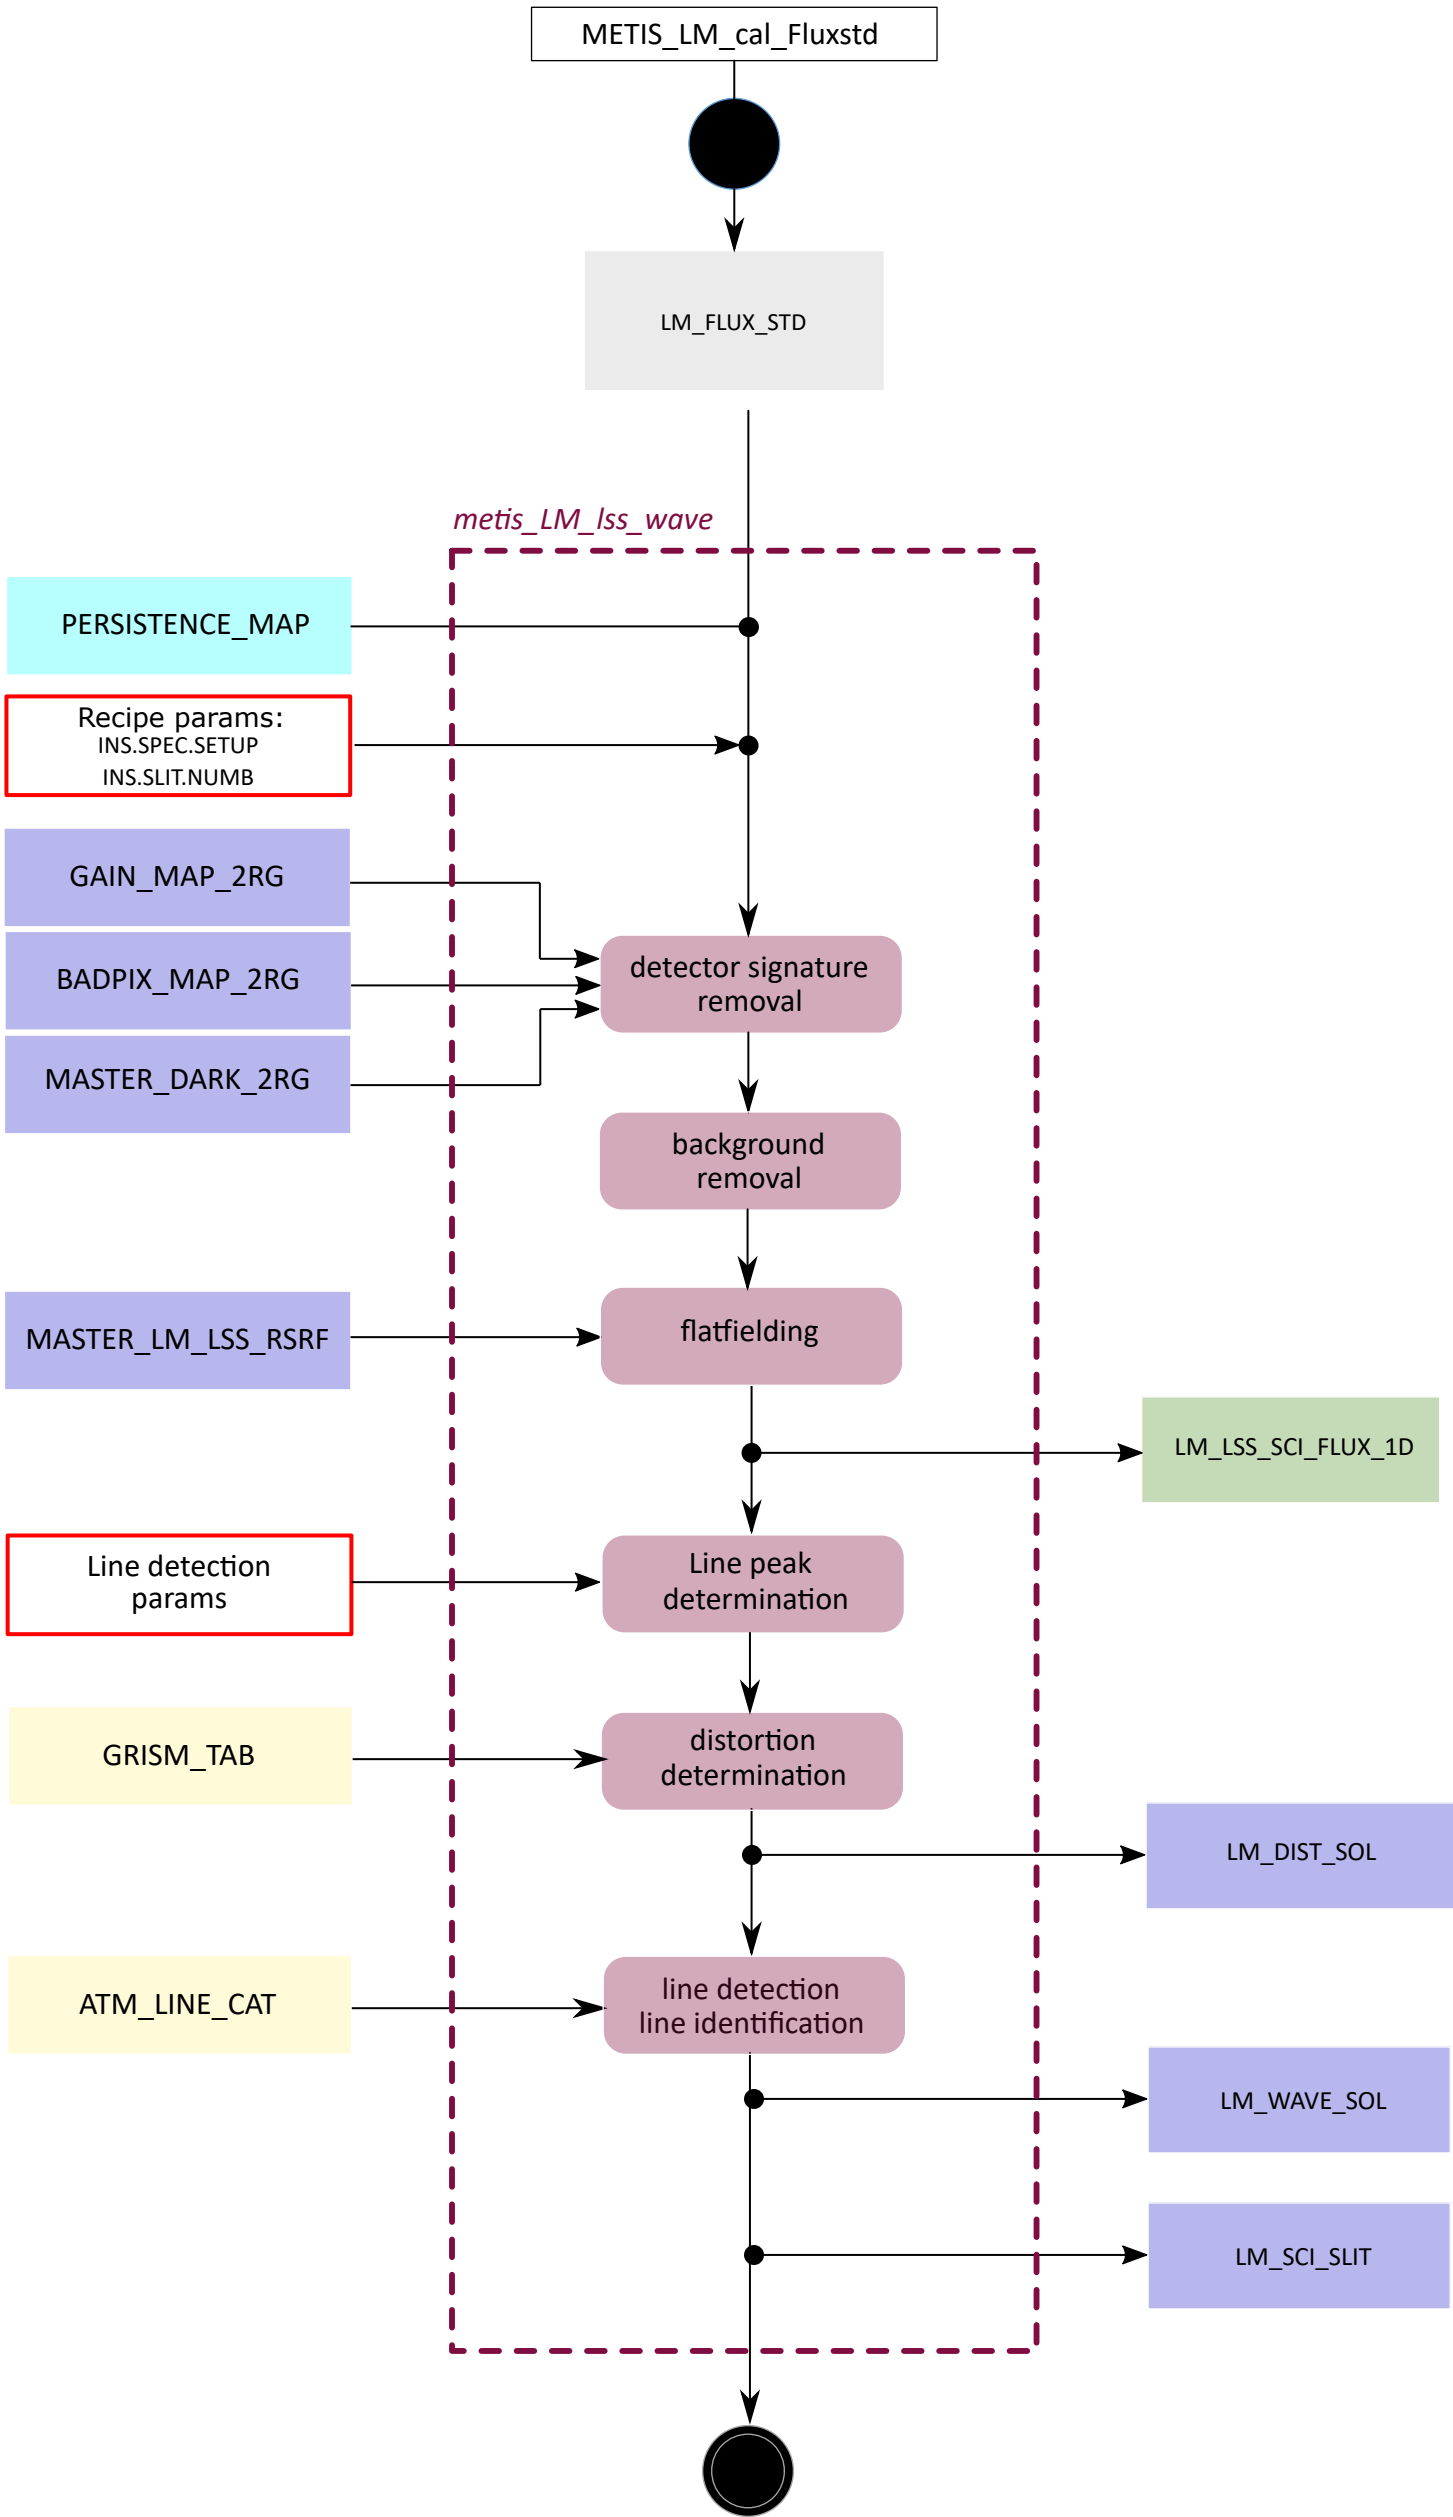 METIS_LM_cal_Fluxstd
LM_FLUX_STD
metis_LM_lss_wave
PERSISTENCE_MAP
Recipe params:
INS.SPEC.SETUP
INS.SLIT.NUMB
GAIN_MAP_2RG
BADPIX_MAP_2RG
MASTER_DARK_2RG
detector signature
removal
background
removal
MASTER_LM_LSS_RSRF
flatfielding
LM_LSS_SCI_FLUX_1D
Line detection
params
Line peak
determination
GRISM_TAB
distortion
determination
LM_DIST_SOL
ATM_LINE_CAT
line detection
line identification
LM_WAVE_SOL
LM_SCI_SLIT